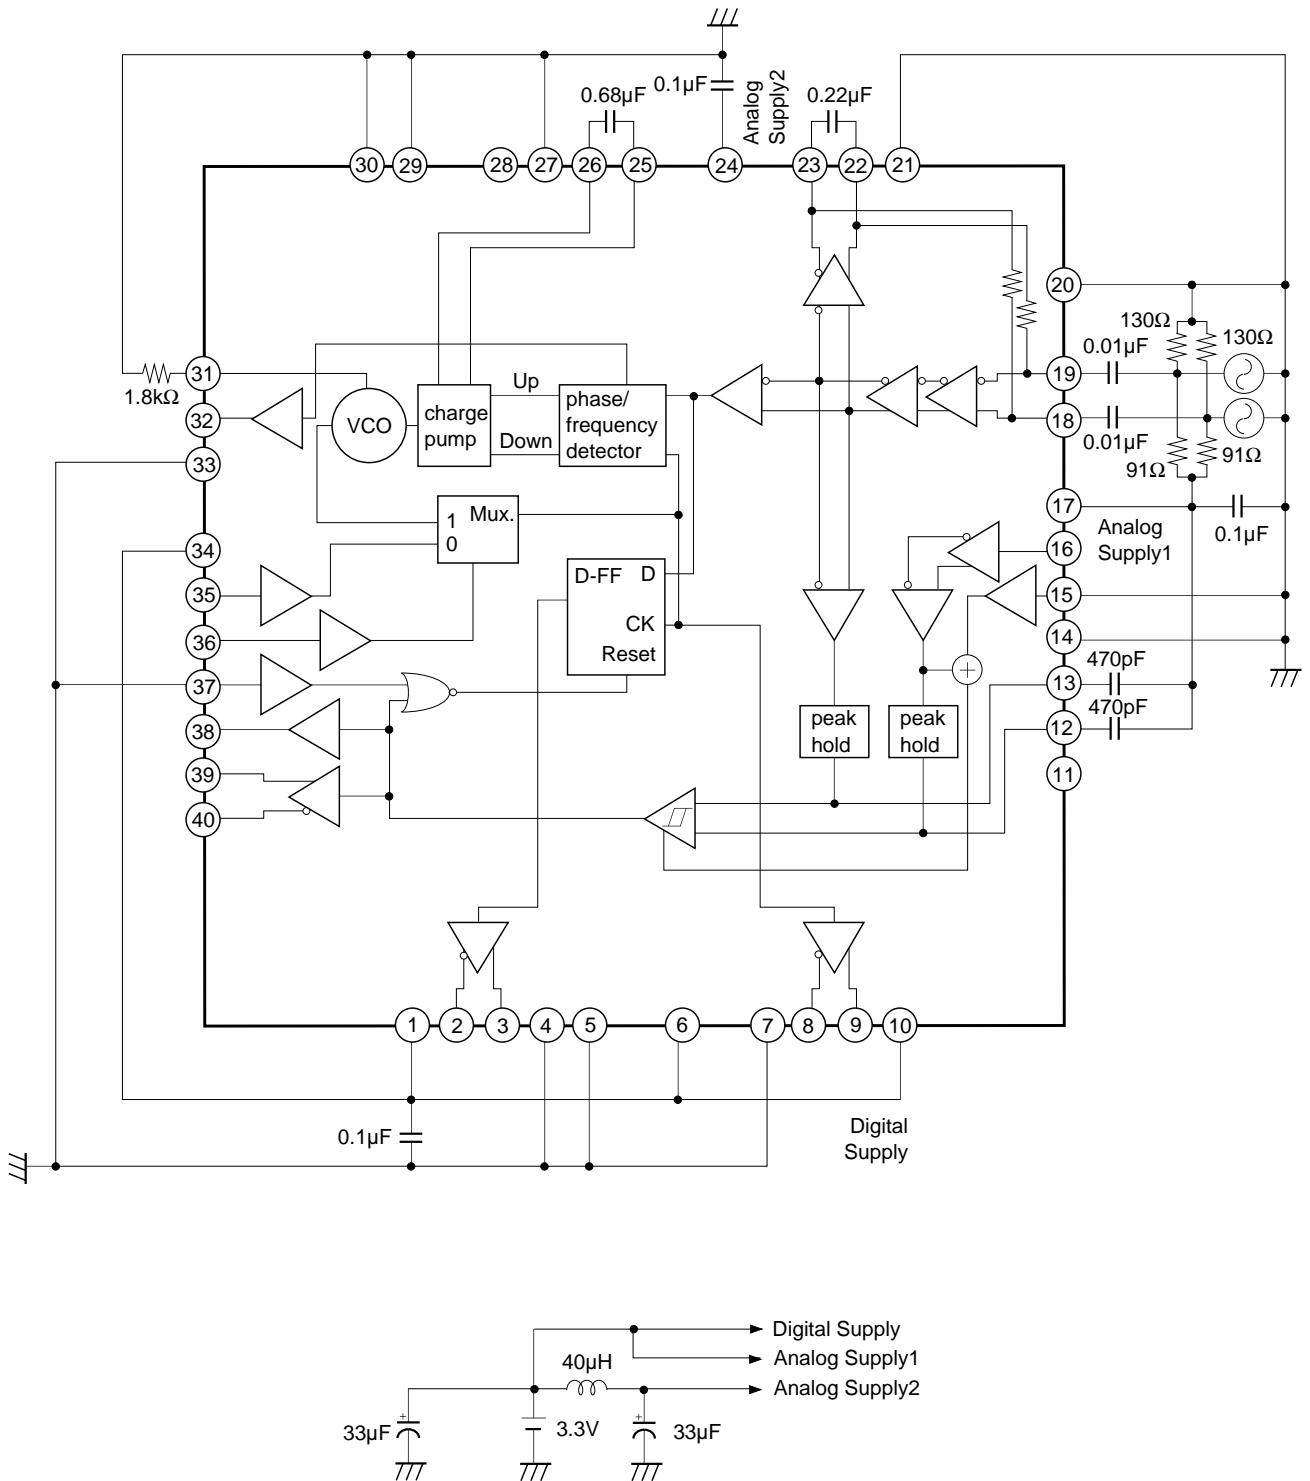 0.68µF
0.1µF
Analog
Supply2
0.22µF
30
29
28
27
26
25
24
23
22
21
20
130Ω
130Ω
0.01µF
31
1.8kΩ
19
Up
32
VCO
charge
pump
phase/
frequency
detector
18
0.01µF
Down
91Ω
91Ω
33
17
Analog
Supply1
0.1µF
1
Mux.
0
34
16
D-FF
D
35
15
CK
36
14
Reset
470pF
37
13
470pF
38
peak
hold
peak
hold
12
39
11
40
1
2
3
4
5
6
7
8
9
10
0.1µF
Digital
Supply
Digital Supply
40µH
Analog Supply1
Analog Supply2
+
33µF
3.3V
+
33µF